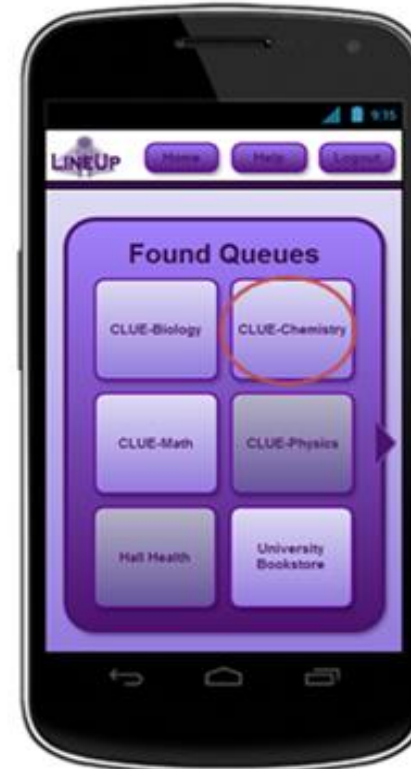 9:35
LINEUP
Home
Help
Logout
Found Queues
CLUE-Biology
CLUE-Chemistry
CLUE-Math
CLUE-Physics
Hall Health
University
Bookstore